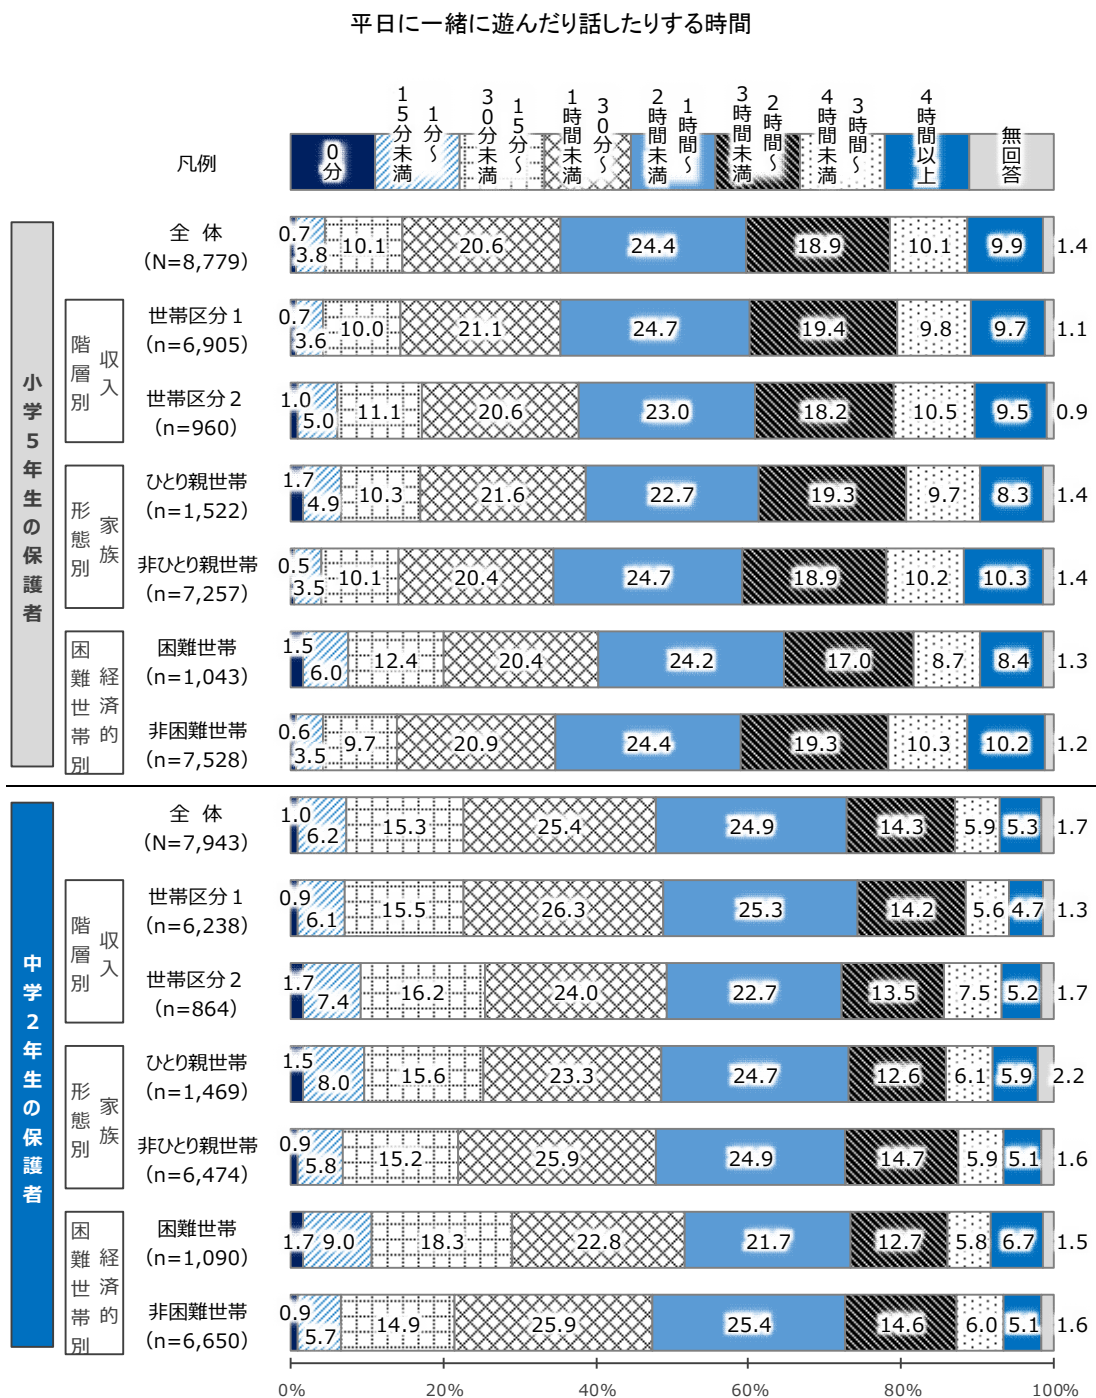 平日に一緒に遊んだり話したりする時間
凡例
0分
1分～15分未満
15分～30分未満
30分～1時間未満
1時間～2時間未満
2時間～3時間未満
3時間～4時間未満
4時間以上
無回答
小学5年生の保護者
全 体
（N=8,779）
0.7 3.8 10.1 20.6 24.4 18.9 10.1 9.9 1.4
収入階層別
世帯区分1
(n=6,905)
0.7 3.6 10.0 21.1 24.7 19.4 9.8 9.7 1.1
世帯区分2
(n=960)
1.0 5.0 11.1 20.6 23.0 18.2 10.5 9.5 0.9
家族形態別
ひとり親世帯
(n=1,522)
1.7 4.9 10.3 21.6 22.7 19.3 9.7 8.3 1.4
非ひとり親世帯
(n=7,257)
0.5 3.5 10.1 20.4 24.7 18.9 10.2 10.3 1.4
経済的困難世帯別
困難世帯
(n=1,043)
1.5 6.0 12.4 20.4 24.2 17.0 8.7 8.4 1.3
非困難世帯
(n=7,528)
0.6 3.5 9.7 20.9 24.4 19.3 10.3 10.2 1.2
中学2年生の保護者
全 体
（N=7,943）
1.0 6.2 15.3 25.4 24.9 14.3 5.9 5.3 1.7
収入階層別
世帯区分1
(n=6,238)
0.9 6.1 15.5 26.3 25.3 14.2 5.6 4.7 1.3
世帯区分2
(n=864)
1.7 7.4 16.2 24.0 22.7 13.5 7.5 5.2 1.7
家族形態別
ひとり親世帯
(n=1,469)
1.5 8.0 15.6 23.3 24.7 12.6 6.1 5.9 2.2
非ひとり親世帯
(n=6,474)
0.9 5.8 15.2 25.9 24.9 14.7 5.9 5.1 1.6
経済的困難世帯別
困難世帯
(n=1,090)
1.7 9.0 18.3 22.8 21.7 12.7 5.8 6.7 1.5
非困難世帯
(n=6,650)
0.9 5.7 14.9 25.9 25.4 14.6 6.0 5.1 1.6
0% 20% 40% 60% 80% 100%